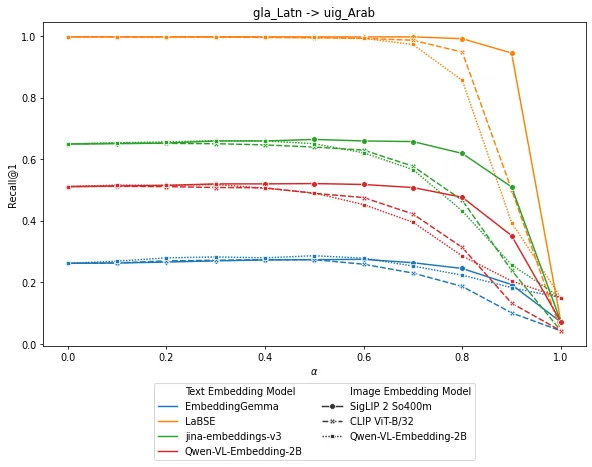 gla_Latn -> uig_Arab
Recall@1
1.0
0.8
0.6
0.4
0.2
0.0
0.0 0.2 0.4 0.6 0.8 1.0
α
Text Embedding Model
EmbeddingGemma
LaBSE
jina-embeddings-v3
Qwen-VL-Embedding-2B
Image Embedding Model
SigLIP 2 So400m
CLIP ViT-B/32
Qwen-VL-Embedding-2B